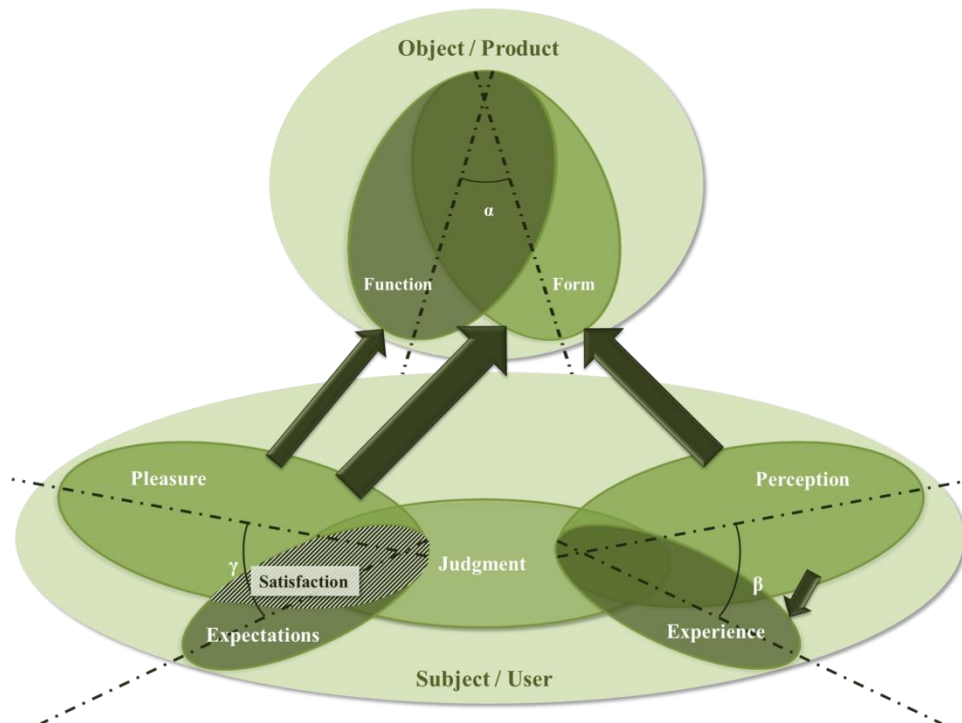 Object / Product
α
Function
Form
Pleasure
Perception
Judgment
γ
Satisfaction
β
Expectations
Experience
Subject / User